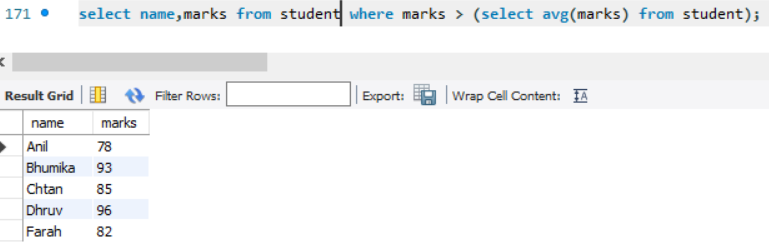 171 select name,marks from student where marks > (select avg(marks) from student);
Result Grid Filter Rows: Export: Wrap Cell Content: IA
name marks
Anil 78
Bhumika 93
Chtan 85
Dhruv 96
Farah 82